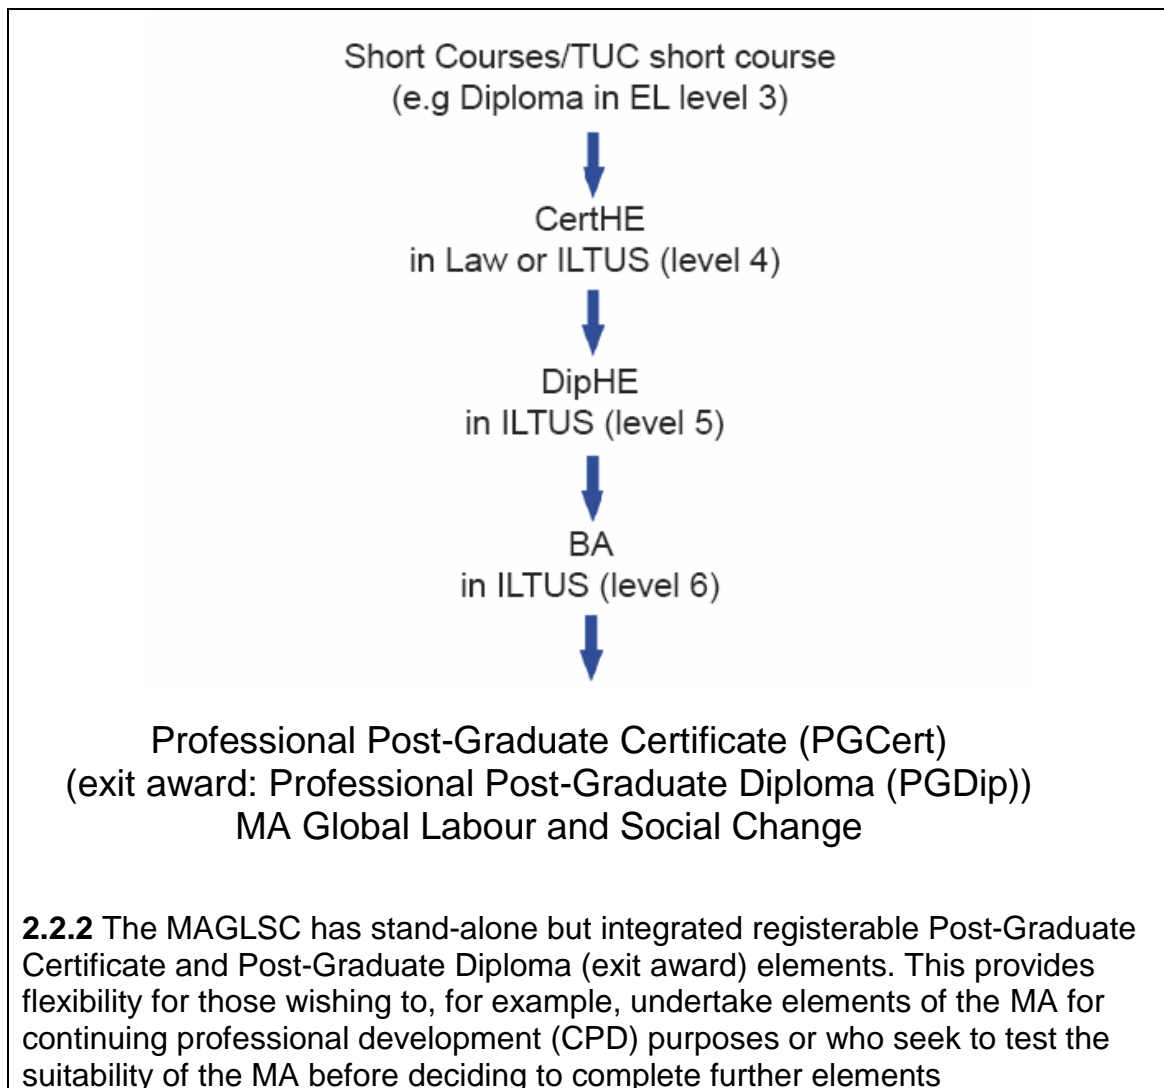 Short Courses/TUC short course
(e.g Diploma in EL level 3)
CertHE
in Law or ILTUS (level 4)
DipHE
in ILTUS (level 5)
BA
in ILTUS (level 6)
Professional Post-Graduate Certificate (PGCert)
(exit award: Professional Post-Graduate Diploma (PGDip))
MA Global Labour and Social Change
2.2.2 The MAGLSC has stand-alone but integrated registerable Post-Graduate
Certificate and Post-Graduate Diploma (exit award) elements. This provides
flexibility for those wishing to, for example, undertake elements of the MA for
continuing professional development (CPD) purposes or who seek to test the
suitability of the MA before deciding to complete further elements